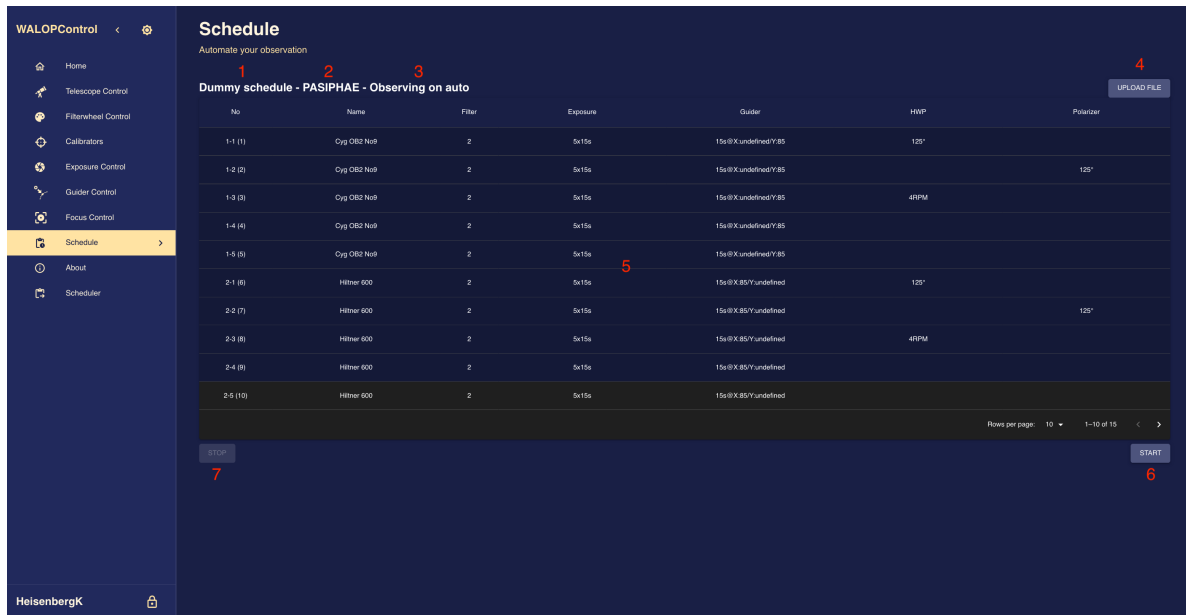 WALOPControl
Home
Telescope Control
Filterwheel Control
Calibrators
Exposure Control
Guider Control
Focus Control
Schedule
About
Scheduler
HeisenbergK
Schedule
Automate your observation
1 2 3 4
Dummy schedule - PASIPHAE - Observing on auto UPLOAD FILE
No Name Filter Exposure Guider HWP Polarizer
1-1 (1) Cyg OB2 No9 2 5x15s 15s@X:undefined/Y:85 125°
1-2 (2) Cyg OB2 No9 2 5x15s 15s@X:undefined/Y:85 125°
1-3 (3) Cyg OB2 No9 2 5x15s 15s@X:undefined/Y:85 4RPM
1-4 (4) Cyg OB2 No9 2 5x15s 15s@X:undefined/Y:85
1-5 (5) Cyg OB2 No9 2 5x15s 15s@X:undefined/Y:85
5
2-1 (6) Hiltner 600 2 5x15s 15s@X:85/Y:undefined 125°
2-2 (7) Hiltner 600 2 5x15s 15s@X:85/Y:undefined 125°
2-3 (8) Hiltner 600 2 5x15s 15s@X:85/Y:undefined 4RPM
2-4 (9) Hiltner 600 2 5x15s 15s@X:85/Y:undefined
2-5 (10) Hiltner 600 2 5x15s 15s@X:85/Y:undefined
Rows per page: 10 1–10 of 15
STOP START
7 6